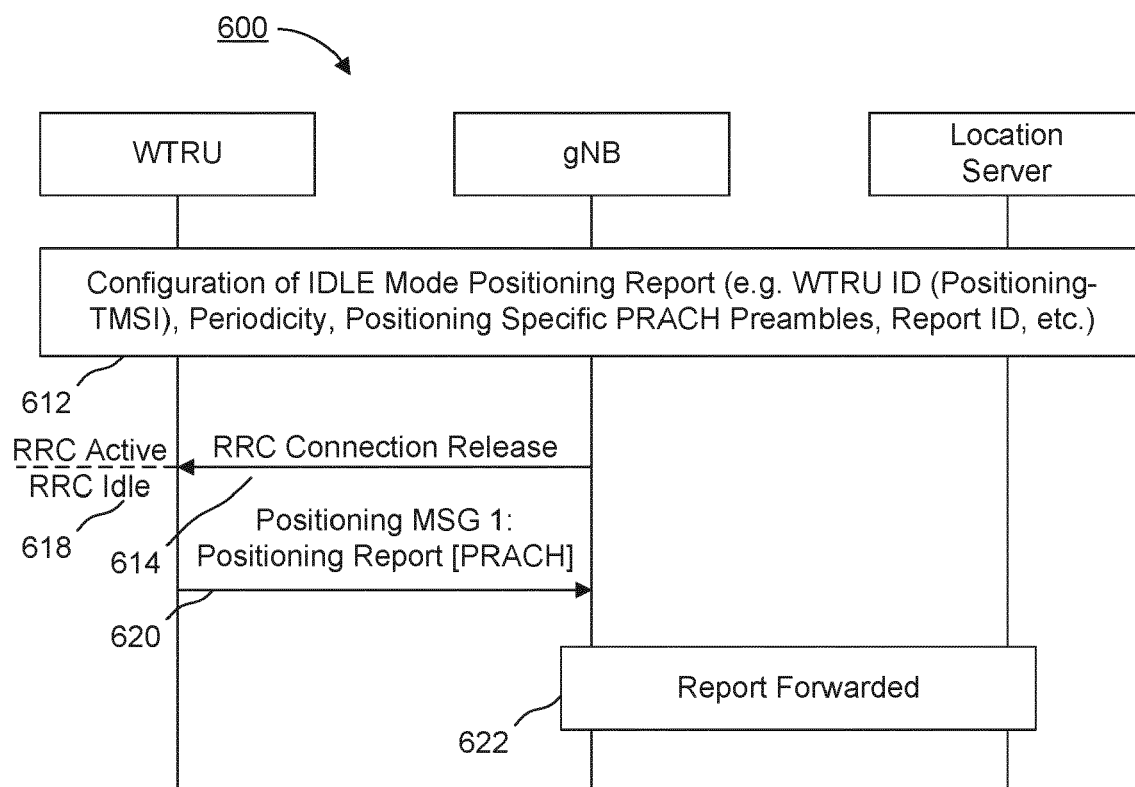 600
WTRU
gNB
Location
Server
Configuration of IDLE Mode Positioning Report (e.g. WTRU ID (Positioning-
TMSI), Periodicity, Positioning Specific PRACH Preambles, Report ID, etc.)
612
RRC Active
RRC Connection Release
RRC Idle
618
614
Positioning MSG 1:
Positioning Report [PRACH]
620
Report Forwarded
622